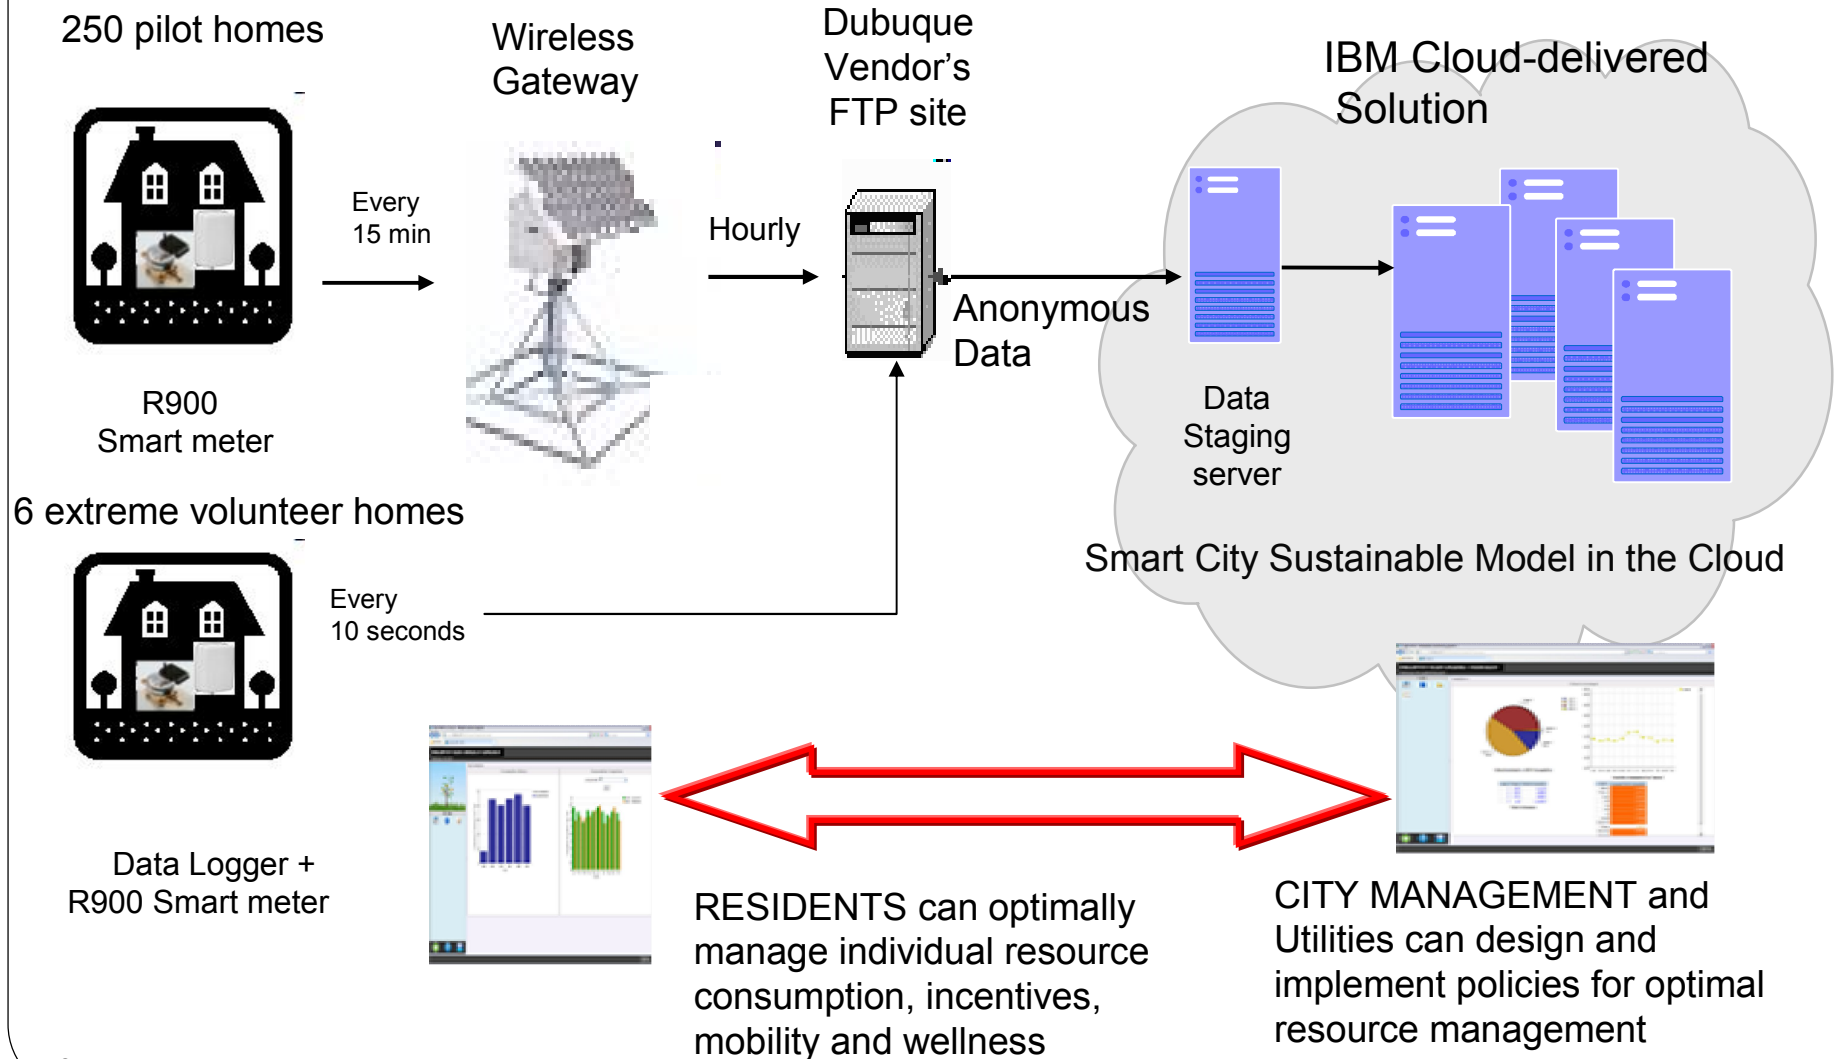 250 pilot homes
Wireless
Gateway
Dubuque
Vendor's
FTP site
IBM Cloud-delivered
Solution
Every
15 min
Hourly
Anonymous
Data
R900
Smart meter
Data
Staging
server
6 extreme volunteer homes
Every
10 seconds
Smart City Sustainable Model in the Cloud
Data Logger +
R900 Smart meter
RESIDENTS can optimally
manage individual resource
consumption, incentives,
mobility and wellness
CITY MANAGEMENT and
Utilities can design and
implement policies for optimal
resource management